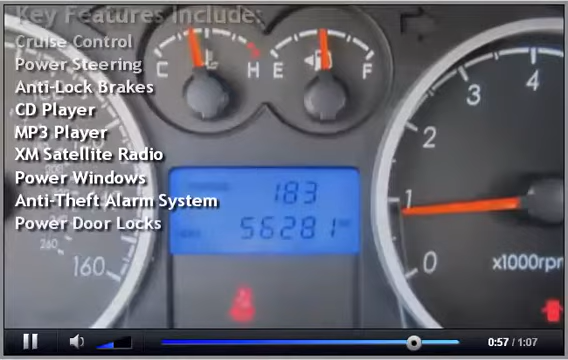 Key Features Include:
Cruise Control
Power Steering
Anti-Lock Brakes
CD Player
MP3 Player
XM Satellite Radio
Power Windows
Anti-Theft Alarm System
Power Door Locks
C H E F
183
56281
160
260
4
3
2
1
0
x1000rpm
0:57 / 1:07